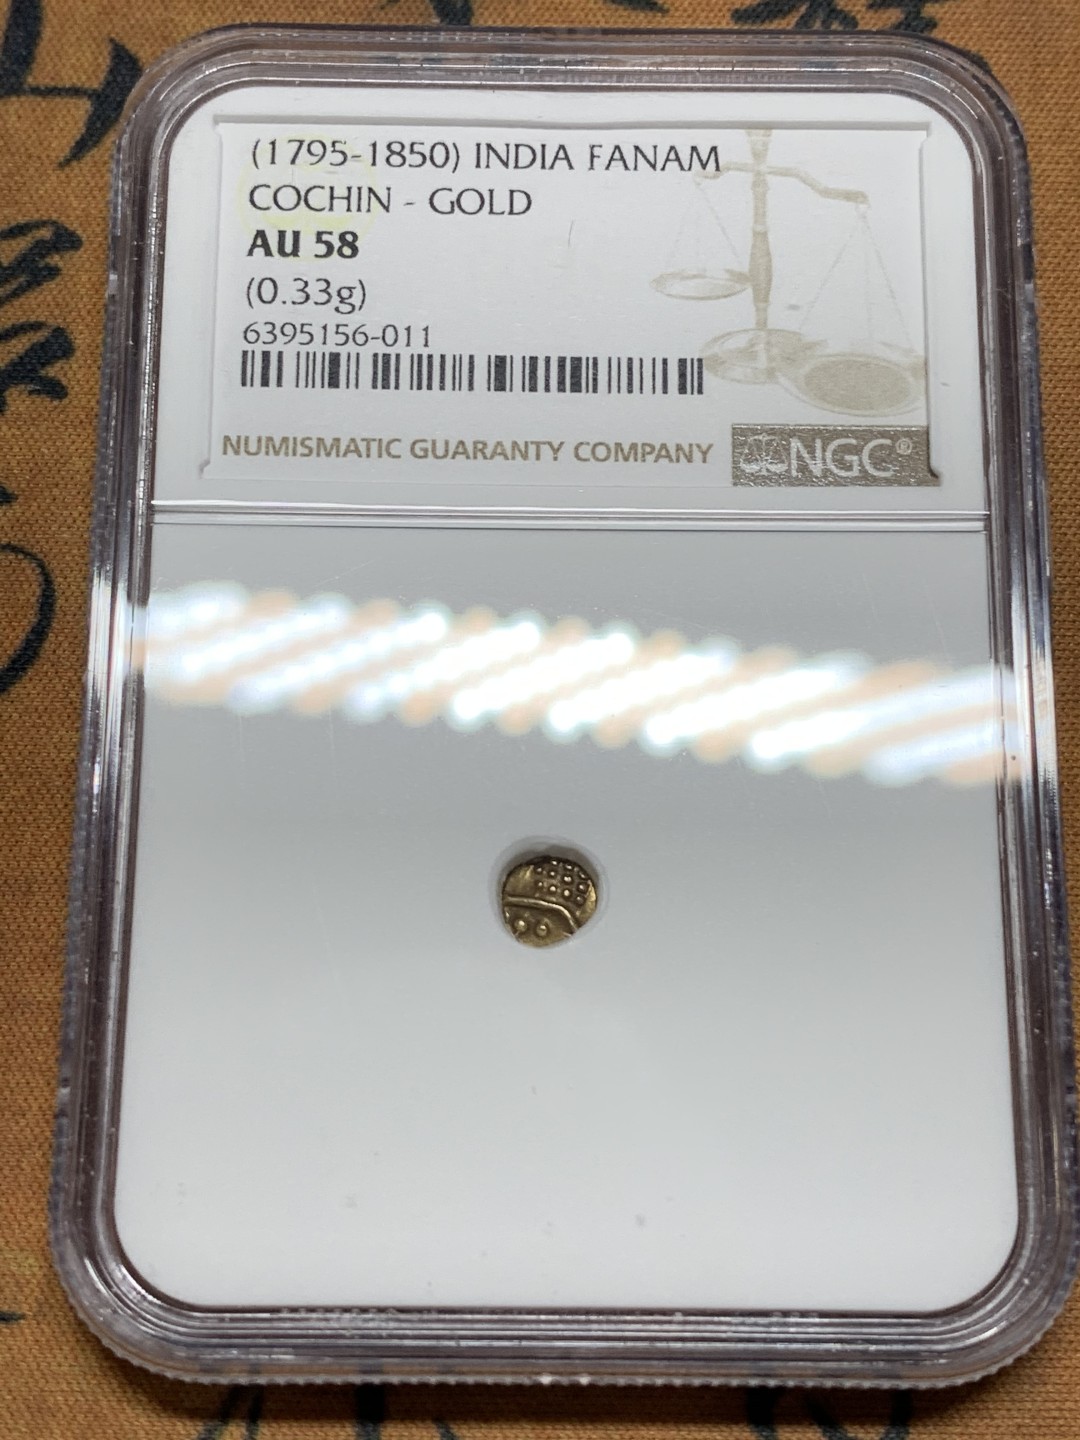 (1795-1850) INDIA FANAM
COCHIN - GOLD
AU 58
(0.33g)
6395156-011
NUMISMATIC GUARANTY COMPANY NGC®